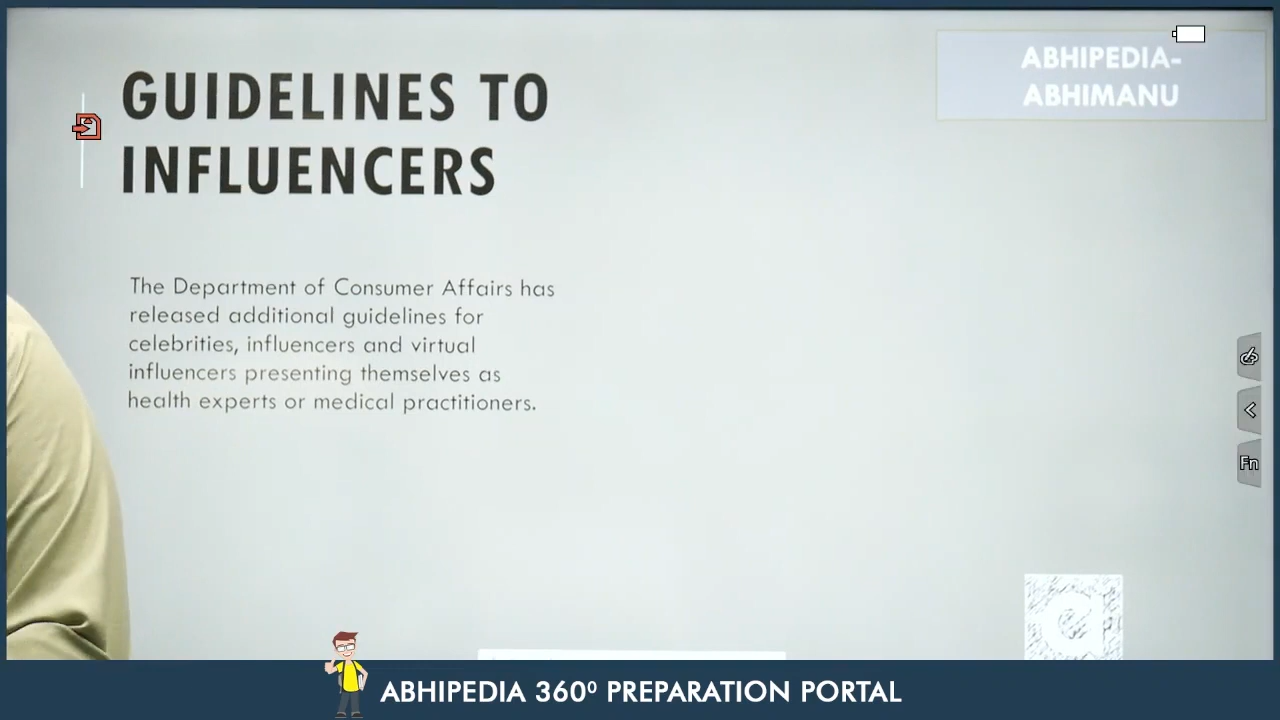 GUIDELINES TO
INFLUENCERS
ABHIPEDIA-
ABHIMANU
The Department of Consumer Affairs has
released additional guidelines for
celebrities, influencers and virtual
influencers presenting themselves as
health experts or medical practitioners.
Fn
ABHIPEDIA 360⁰ PREPARATION PORTAL